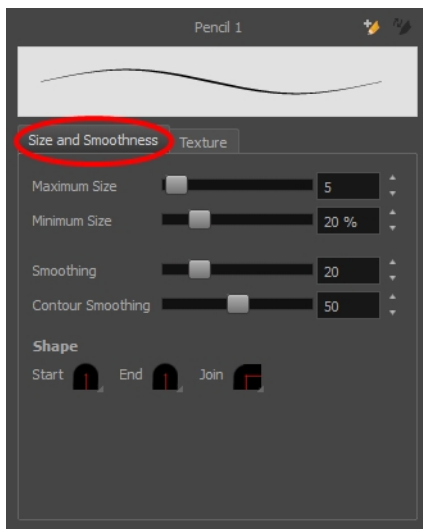 Pencil 1
Size and Smoothness Texture
Maximum Size 5
Minimum Size 20 %
Smoothing 20
Contour Smoothing 50
Shape
Start End Join